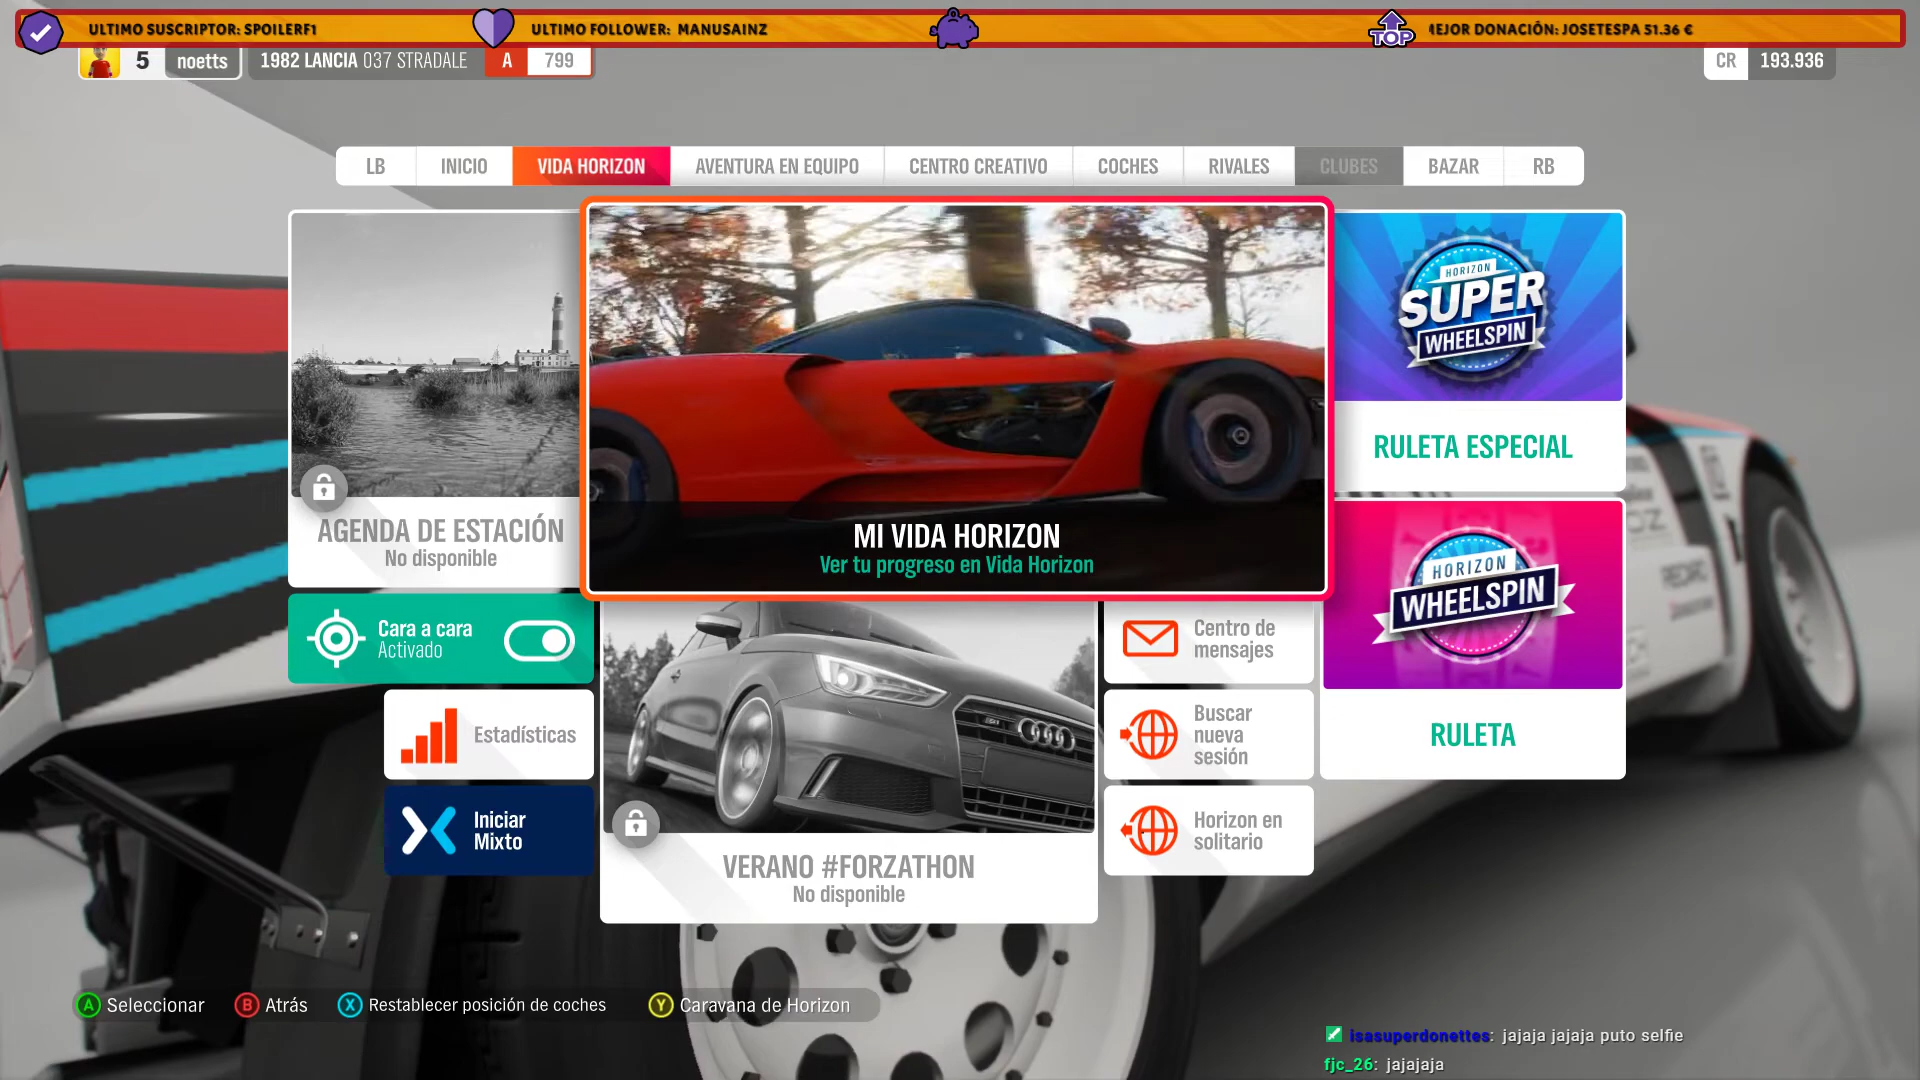 ULTIMO SUSCRIPTOR: SPOILERF1
ULTIMO FOLLOWER: MANUSAINZ
TOP
EJOR DONACIÓN: JOSETESPA 51.36 €
5
noetts
1982 LANCIA 037 STRADALE
A
799
CR
193.936
LB
INICIO
VIDA HORIZON
AVENTURA EN EQUIPO
CENTRO CREATIVO
COCHES
RIVALES
CLUBES
BAZAR
RB
AGENDA DE ESTACIÓN
No disponible
MI VIDA HORIZON
Ver tu progreso en Vida Horizon
HORIZON
SUPER
WHEELSPIN
RULETA ESPECIAL
Cara a cara
Activado
Estadísticas
Iniciar
Mixto
VERANO #FORZATHON
No disponible
Centro de
mensajes
Buscar
nueva
sesión
Horizon en
solitario
HORIZON
WHEELSPIN
RULETA
A Seleccionar
B Atrás
X Restablecer posición de coches
Y Caravana de Horizon
isasuperdonettes: jajaja jajaja puto selfie
fjc_26: jajajaja